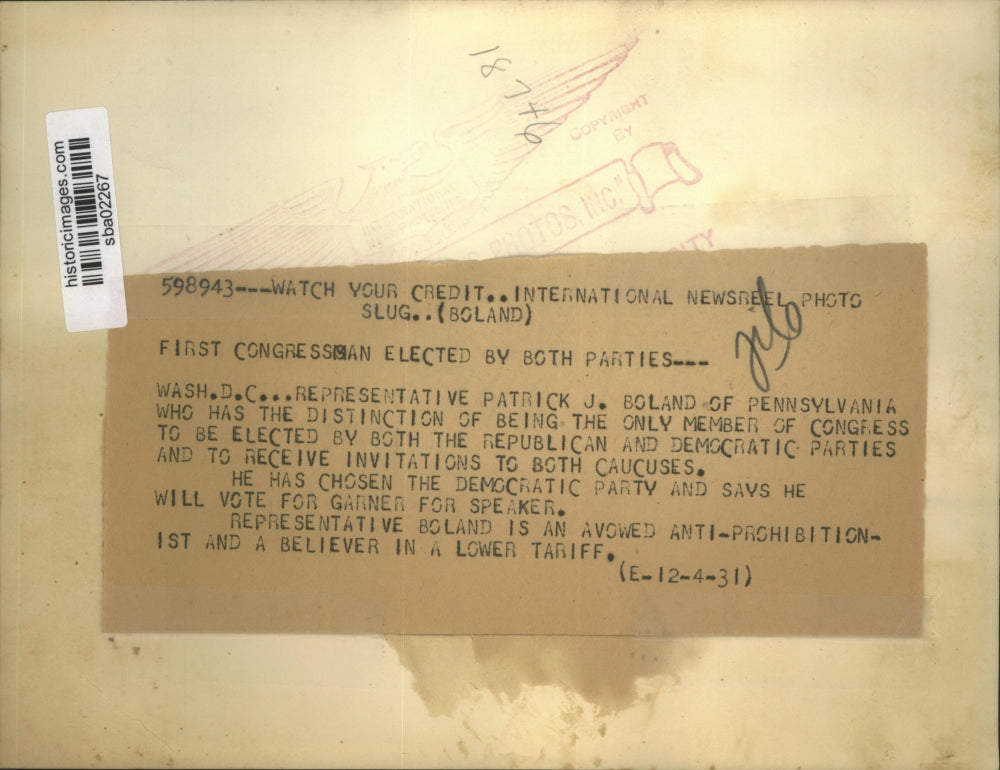 81
976
COPYRIGHT
BY
PHOTOS, INC."
historicimages.com
sba02267
598943---WATCH YOUR CREDIT..INTERNATIONAL NEWSREEL PHOTO
SLUG..(BOLAND)
file
FIRST CONGRESSMAN ELECTED BY BOTH PARTIES---
WASH.D.C...REPRESENTATIVE PATRICK J. BOLAND OF PENNSYLVANIA
WHO HAS THE DISTINCTION OF BEING THE ONLY MEMBER OF CONGRESS
TO BE ELECTED BY BOTH THE REPUBLICAN AND DEMOCRATIC PARTIES
AND TO RECEIVE INVITATIONS TO BOTH CAUCUSES.
HE HAS CHOSEN THE DEMOCRATIC PARTY AND SAYS HE
WILL VOTE FOR GARNER FOR SPEAKER.
REPRESENTATIVE BOLAND IS AN AVOWED ANTI-PROHIBITION-
IST AND A BELIEVER IN A LOWER TARIFF.
(E-12-4-31)